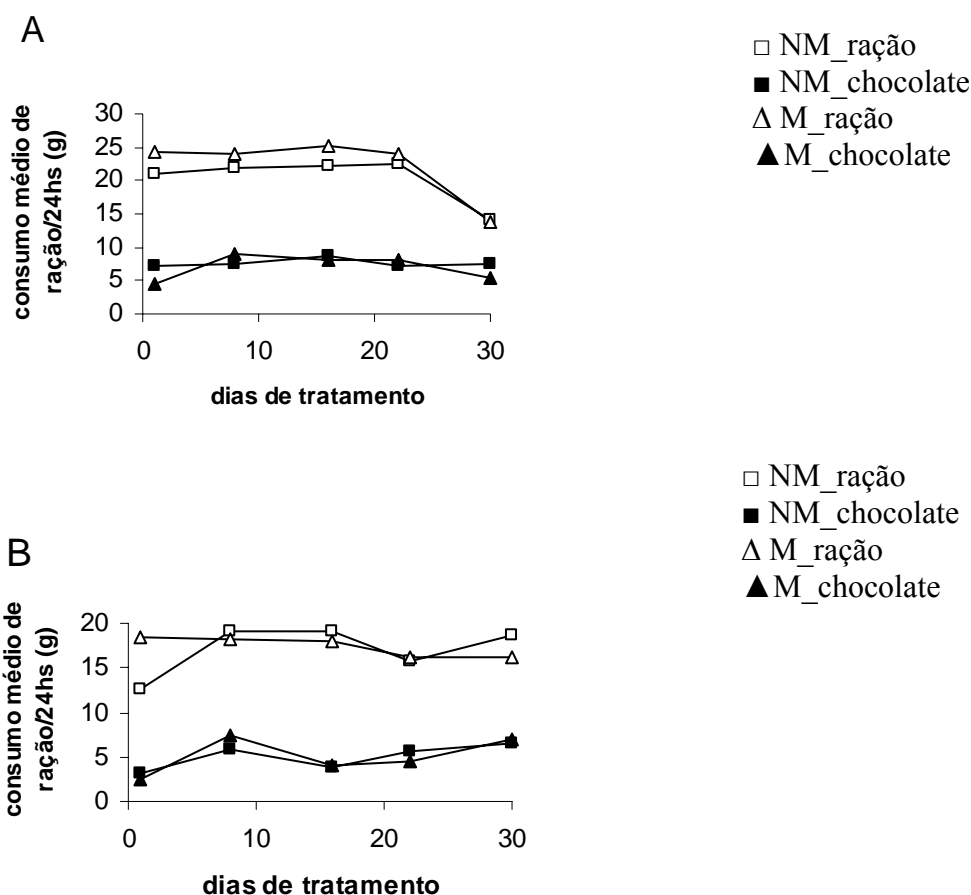 A
NM_ração
NM_chocolate
M_ração
M_chocolate
consumo médio de
ração/24hs (g)
30
25
20
15
10
5
0
0 10 20 30
dias de tratamento
B
NM_ração
NM_chocolate
M_ração
M_chocolate
consumo médio de
ração/24hs (g)
20
15
10
5
0
0 10 20 30
dias de tratamento